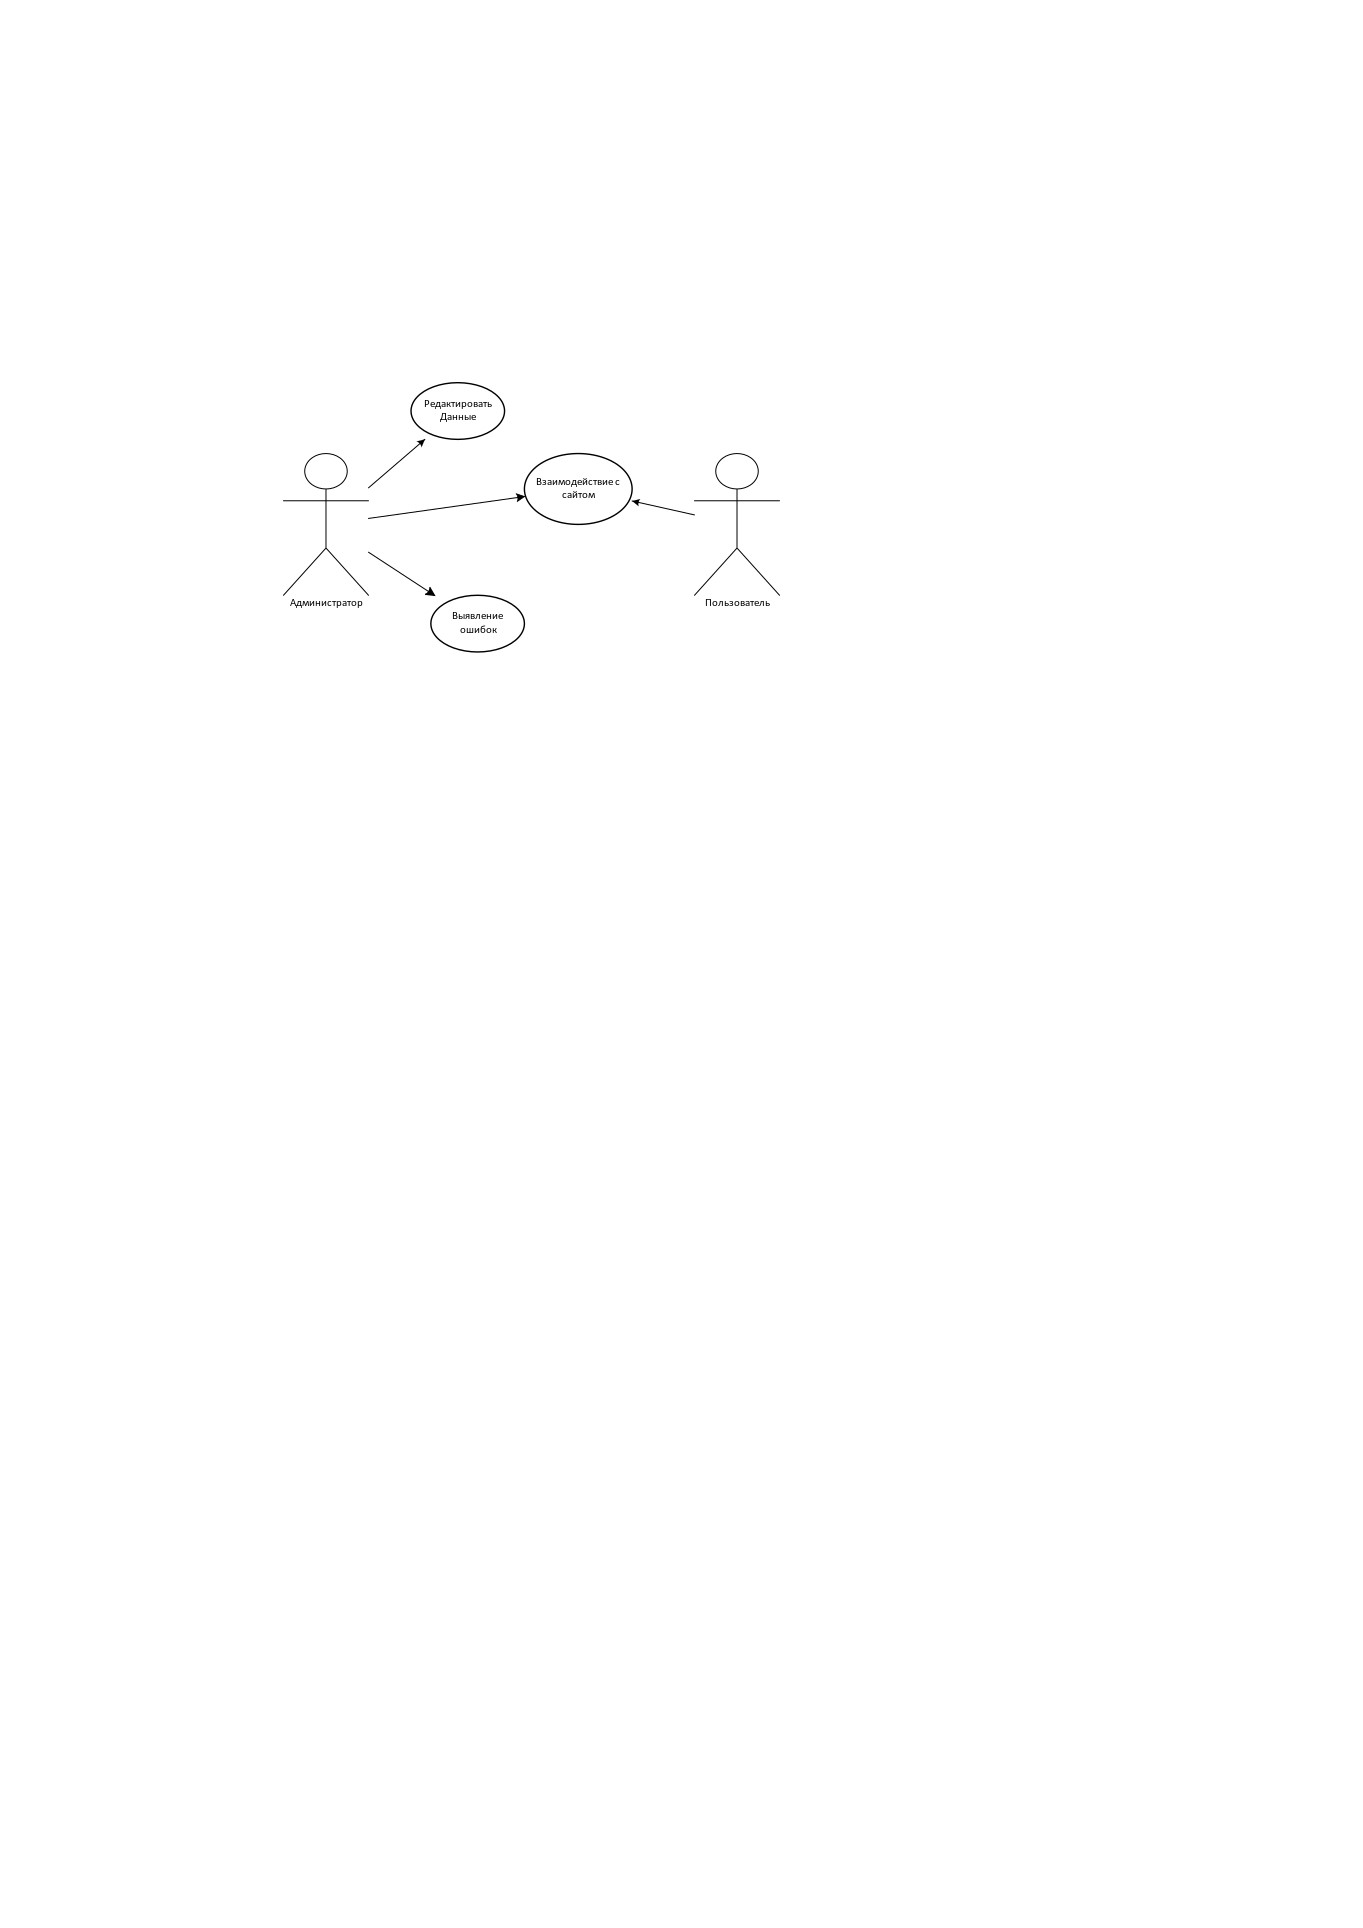 Редактировать
Данные
Взаимодействие с
сайтом
Администратор
Пользователь
Выявление
ошибок